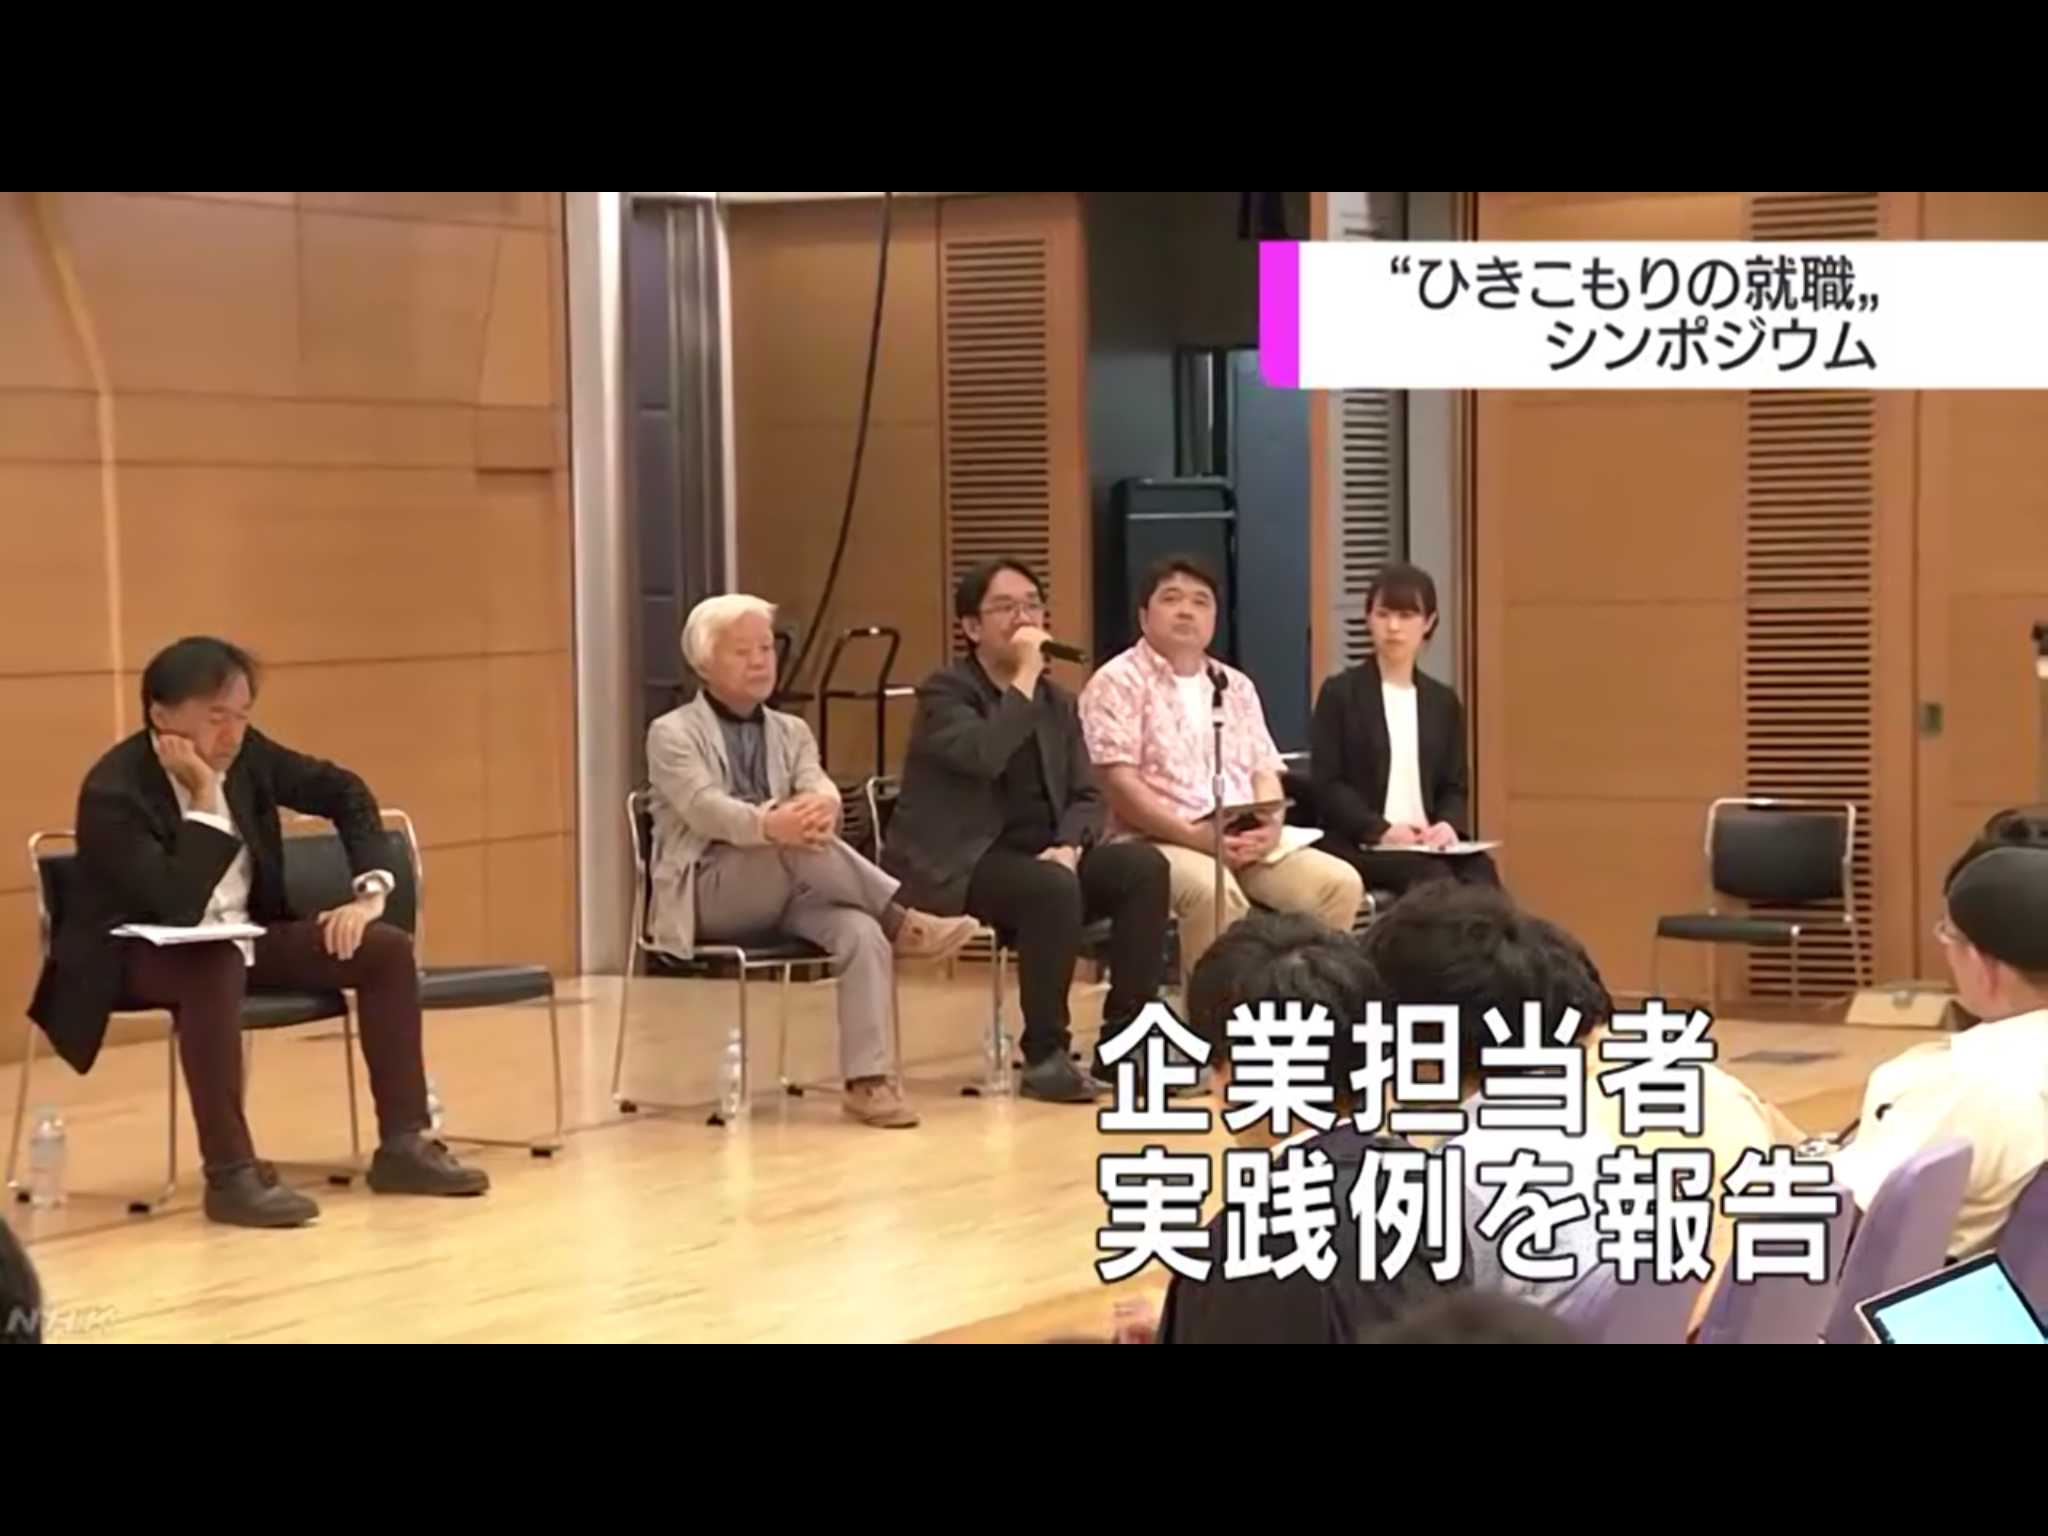 “ひきこもりの就職„
シンポジウム
企業担当者
実践例を報告
NHK